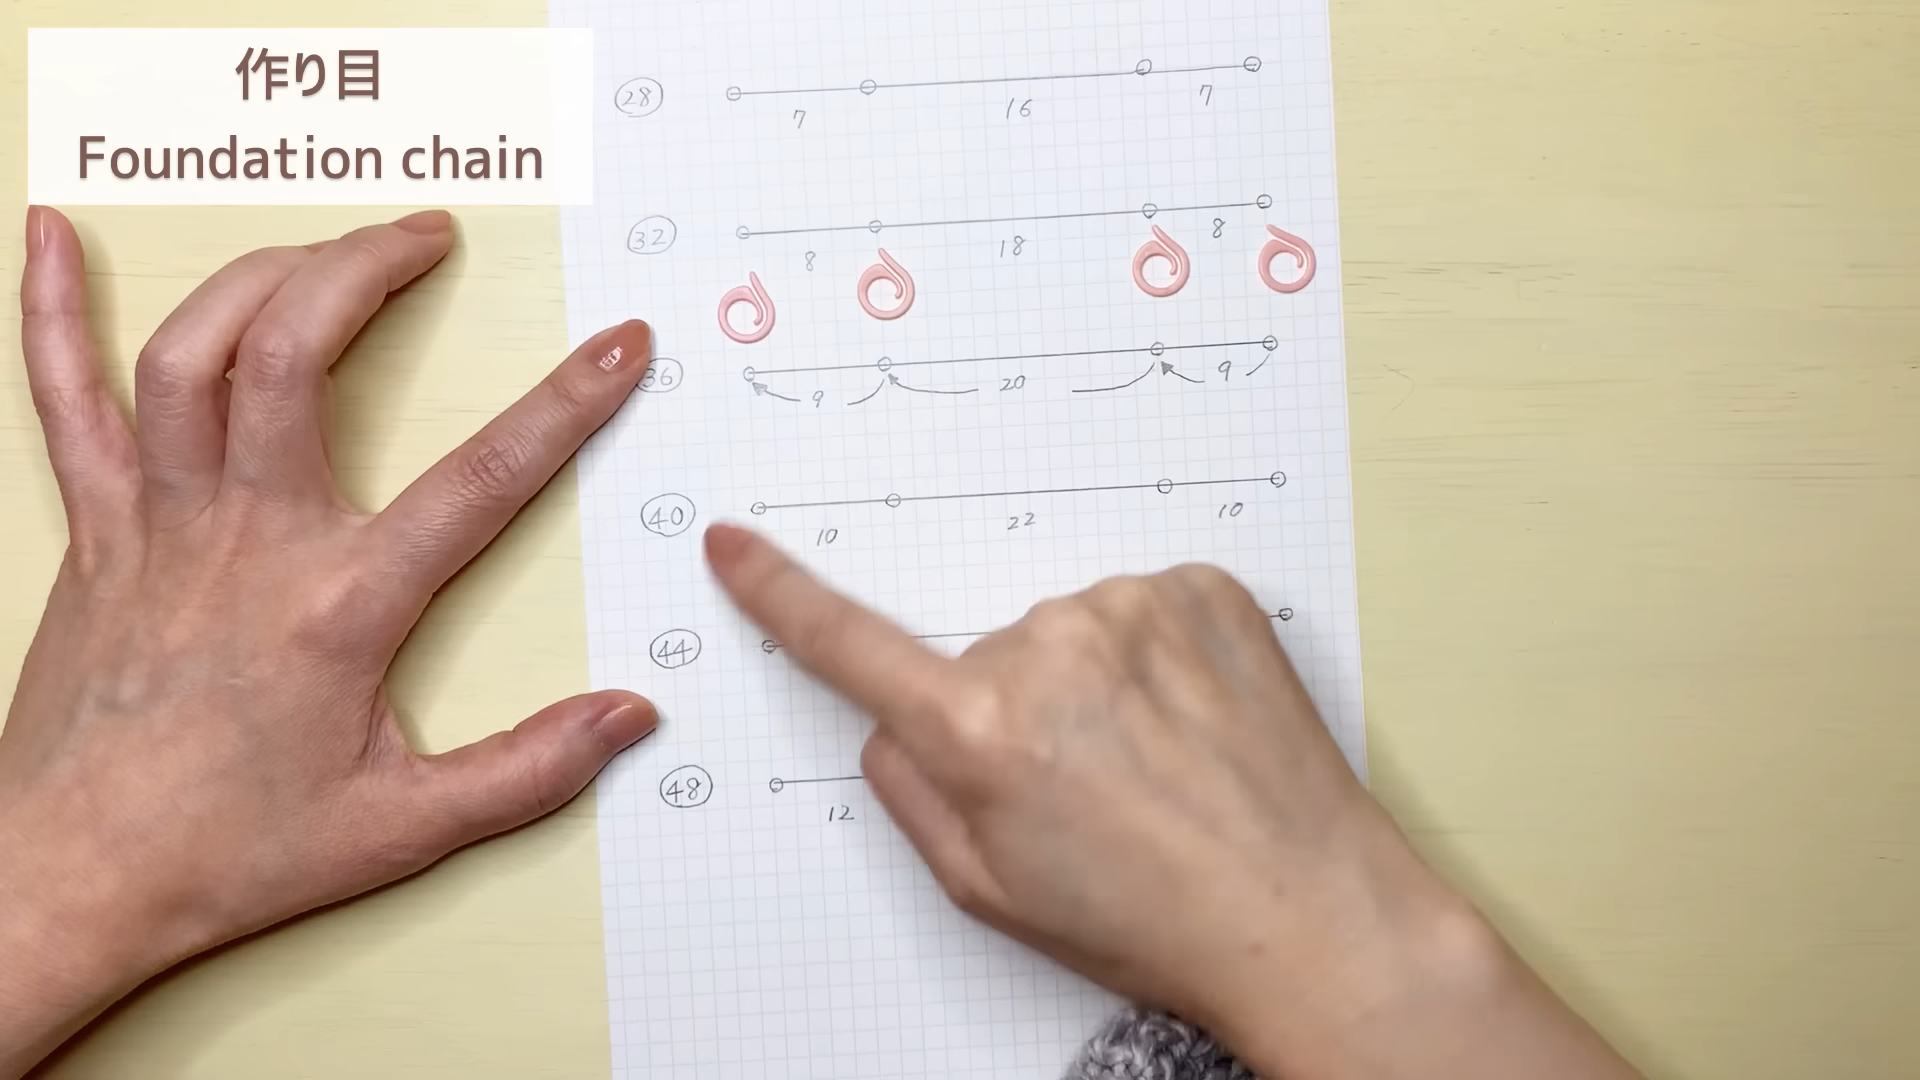 作り目
Foundation chain
28
7 16 7
32
8 18 8
36
9 20 9
40
10 22 10
44
48
12